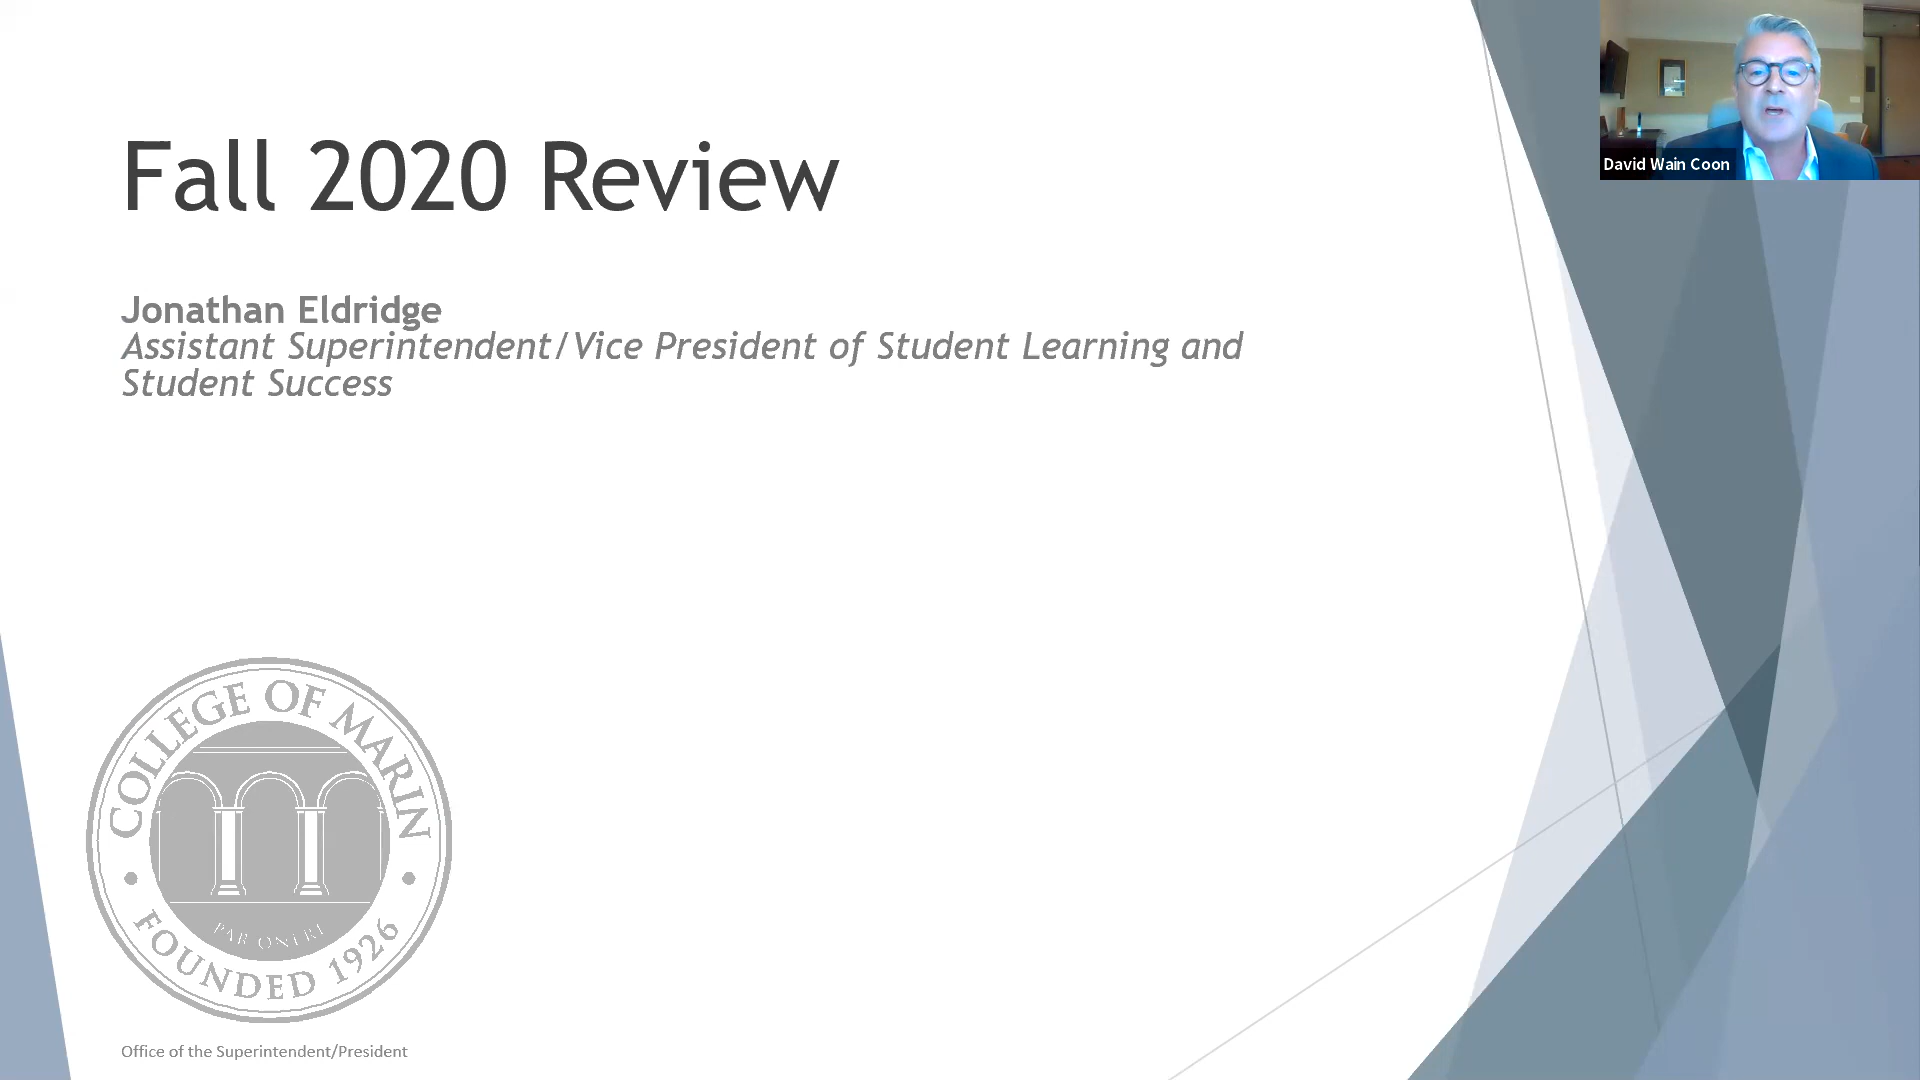 Fall 2020 Review
Jonathan Eldridge
Assistant Superintendent/Vice President of Student Learning and
Student Success
David Wain Coon
COLLEGE OF MARIN
FOUNDED 1926
Office of the Superintendent/President